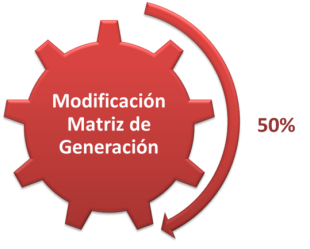 Modificación
Matriz de
Generación
50%